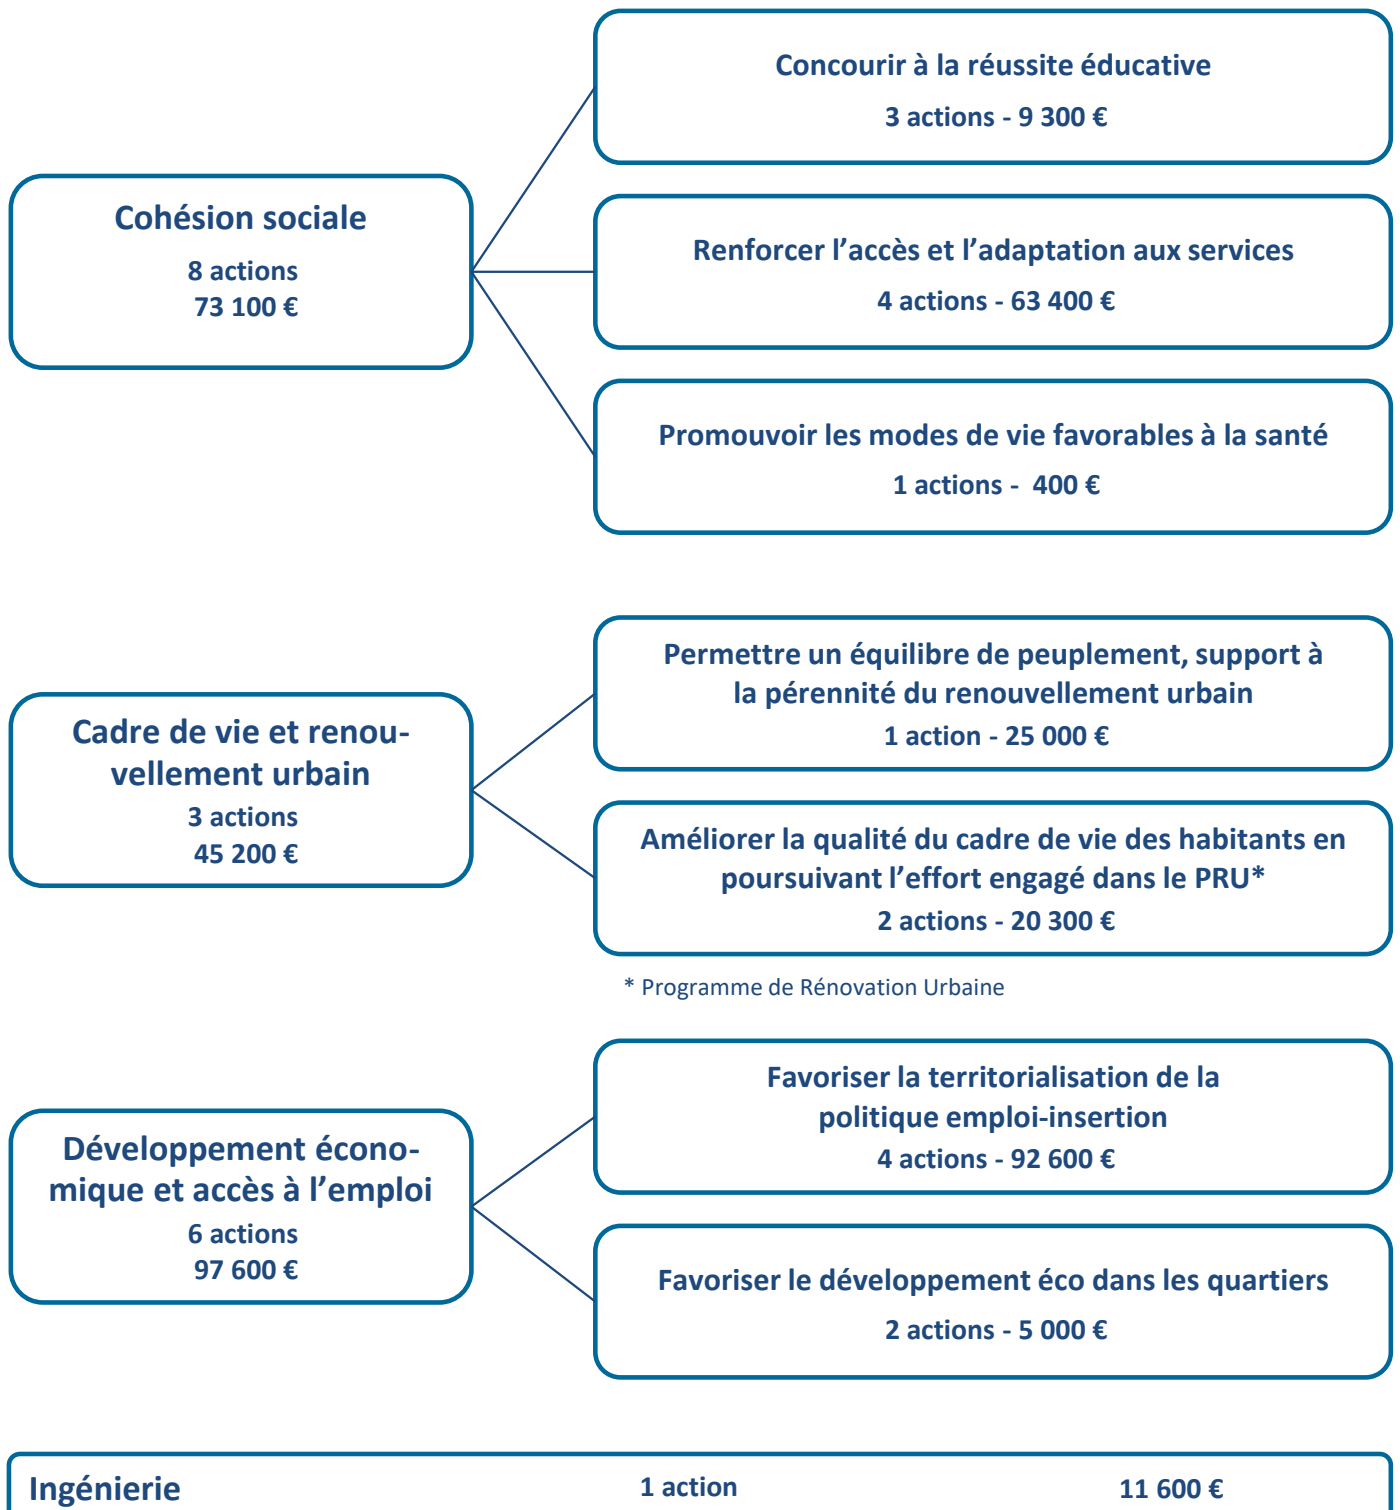 Concourir à la réussite éducative
3 actions - 9 300 €
Cohésion sociale
8 actions
73 100 €
Renforcer l’accès et l’adaptation aux services
4 actions - 63 400 €
Promouvoir les modes de vie favorables à la santé
1 actions -  400 €
Permettre un équilibre de peuplement, support à
la pérennité du renouvellement urbain
1 action - 25 000 €
Cadre de vie et renou-
vellement urbain
3 actions
45 200 €
Améliorer la qualité du cadre de vie des habitants en
poursuivant l’effort engagé dans le PRU*
2 actions - 20 300 €
* Programme de Rénovation Urbaine
Favoriser la territorialisation de la
politique emploi-insertion
4 actions - 92 600 €
Développement écono-
mique et accès à l’emploi
6 actions
97 600 €
Favoriser le développement éco dans les quartiers
2 actions - 5 000 €
Ingénierie 1 action 11 600 €